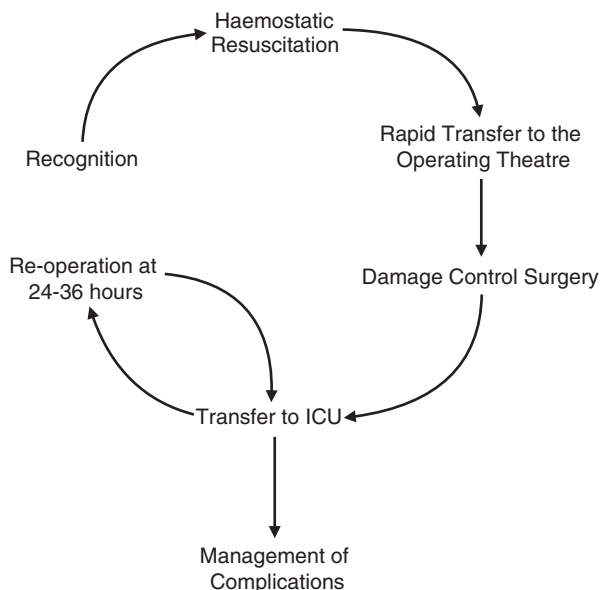 Haemostatic
Resuscitation
Recognition
Rapid Transfer to the
Operating Theatre
Damage Control Surgery
Re-operation at
24-36 hours
Transfer to ICU
Management of
Complications